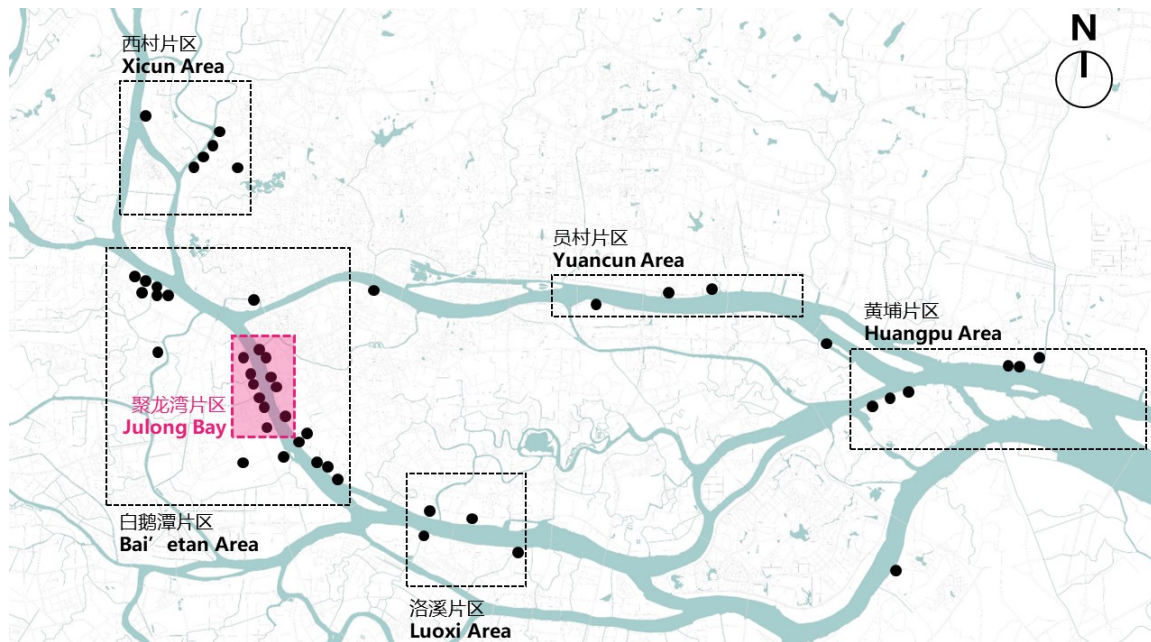 西村片区
Xicun Area
N
员村片区
Yuancun Area
黄埔片区
Huangpu Area
聚龙湾片区
Julong Bay
白鹅潭片区
Bai’etan Area
洛溪片区
Luoxi Area